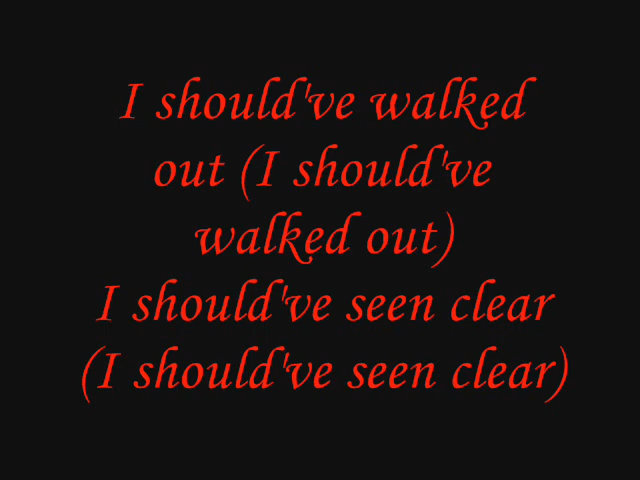 I should've walked
out (I should've
walked out)
I should've seen clear
(I should've seen clear)